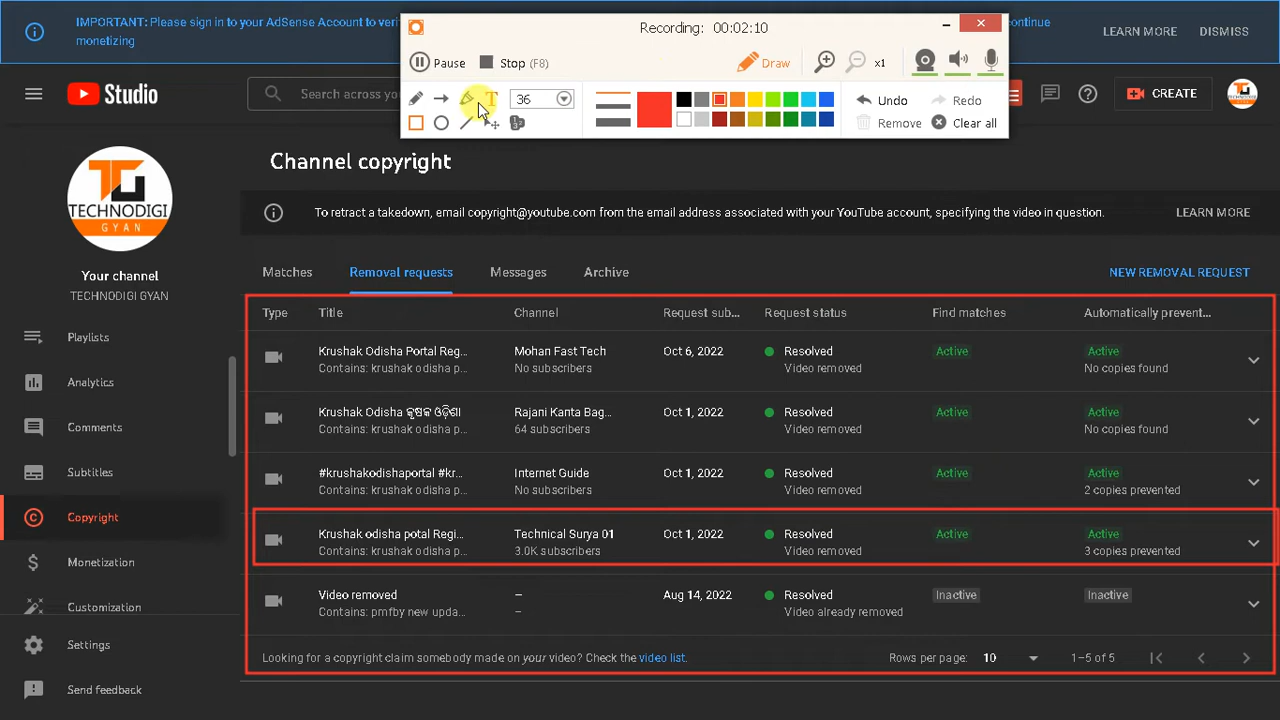 IMPORTANT: Please sign in to your AdSense Account to
continue
monetizing
LEARN MORE
DISMISS
Recording: 00:02:10
Pause
Stop (F8)
Draw
x1
T
36
Undo
Redo
Remove
Clear all
Studio
Search across
CREATE
TECHNODIGI
GYAN
Your channel
TECHNODIGI GYAN
Playlists
Analytics
Comments
Subtitles
Copyright
Monetization
Customization
Settings
Send feedback
Channel copyright
To retract a takedown, email copyright@youtube.com from the email address associated with your YouTube account, specifying the video in question.
LEARN MORE
Matches Removal requests Messages Archive
NEW REMOVAL REQUEST
Type Title Channel Request sub... Request status Find matches Automatically prevent...
Krushak Odisha Portal Reg... Mohan Fast Tech Oct 6, 2022 Resolved Active Active
Contains: krushak odisha p... No subscribers Video removed No copies found
Krushak Odisha କୃଷକ ଓଡ଼ିଶା Rajani Kanta Bag... Oct 1, 2022 Resolved Active Active
Contains: krushak odisha p... 64 subscribers Video removed No copies found
#krushakodishaportal #kr... Internet Guide Oct 1, 2022 Resolved Active Active
Contains: krushak odisha p... No subscribers Video removed 2 copies prevented
Krushak odisha potal Regi... Technical Surya 01 Oct 1, 2022 Resolved Active Active
Contains: krushak odisha p... 3.0K subscribers Video removed 3 copies prevented
Video removed – Aug 14, 2022 Resolved Inactive Inactive
Contains: pmfby new upda... – Video already removed
Looking for a copyright claim somebody made on your video? Check the video list. Rows per page: 10 1–5 of 5